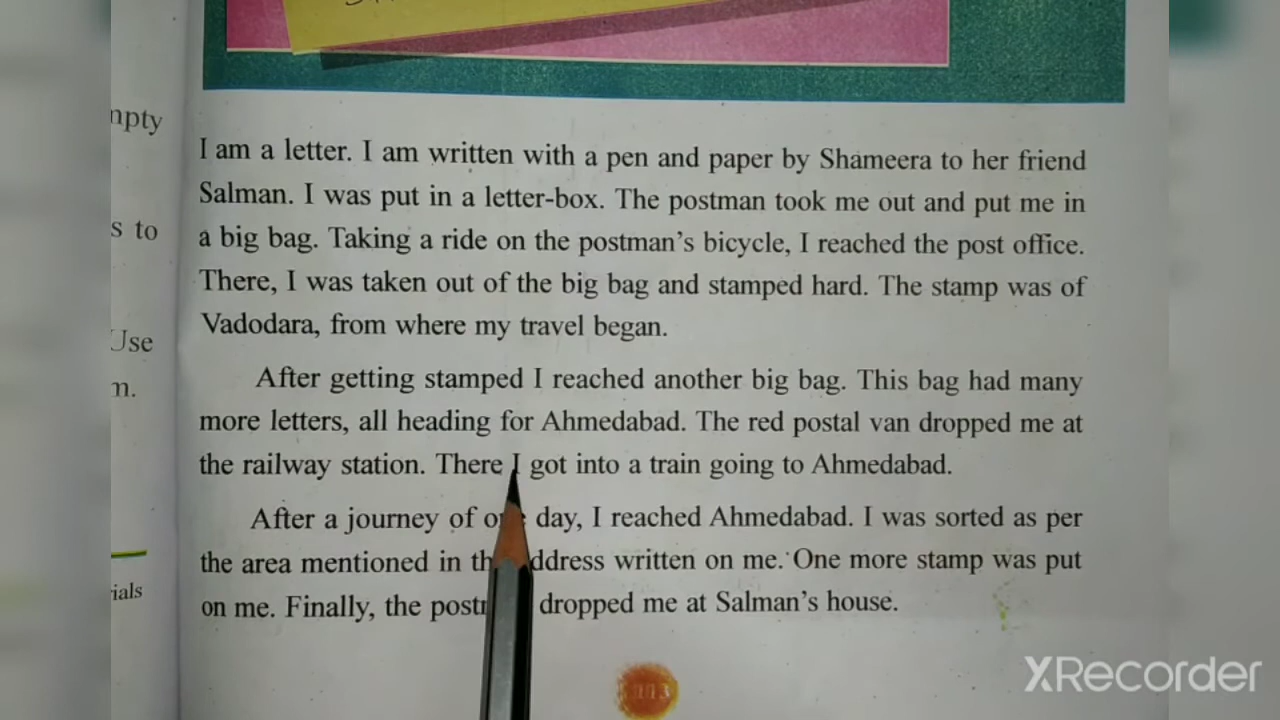 npty
s to
Use
m.
ials
I am a letter. I am written with a pen and paper by Shameera to her friend
Salman. I was put in a letter-box. The postman took me out and put me in
a big bag. Taking a ride on the postman's bicycle, I reached the post office.
There, I was taken out of the big bag and stamped hard. The stamp was of
Vadodara, from where my travel began.
After getting stamped I reached another big bag. This bag had many
more letters, all heading for Ahmedabad. The red postal van dropped me at
the railway station. There I got into a train going to Ahmedabad.
After a journey of day, I reached Ahmedabad. I was sorted as per
the area mentioned in written on me. One more stamp was put
on me. Finally, the dropped me at Salman's house.
XRecorder